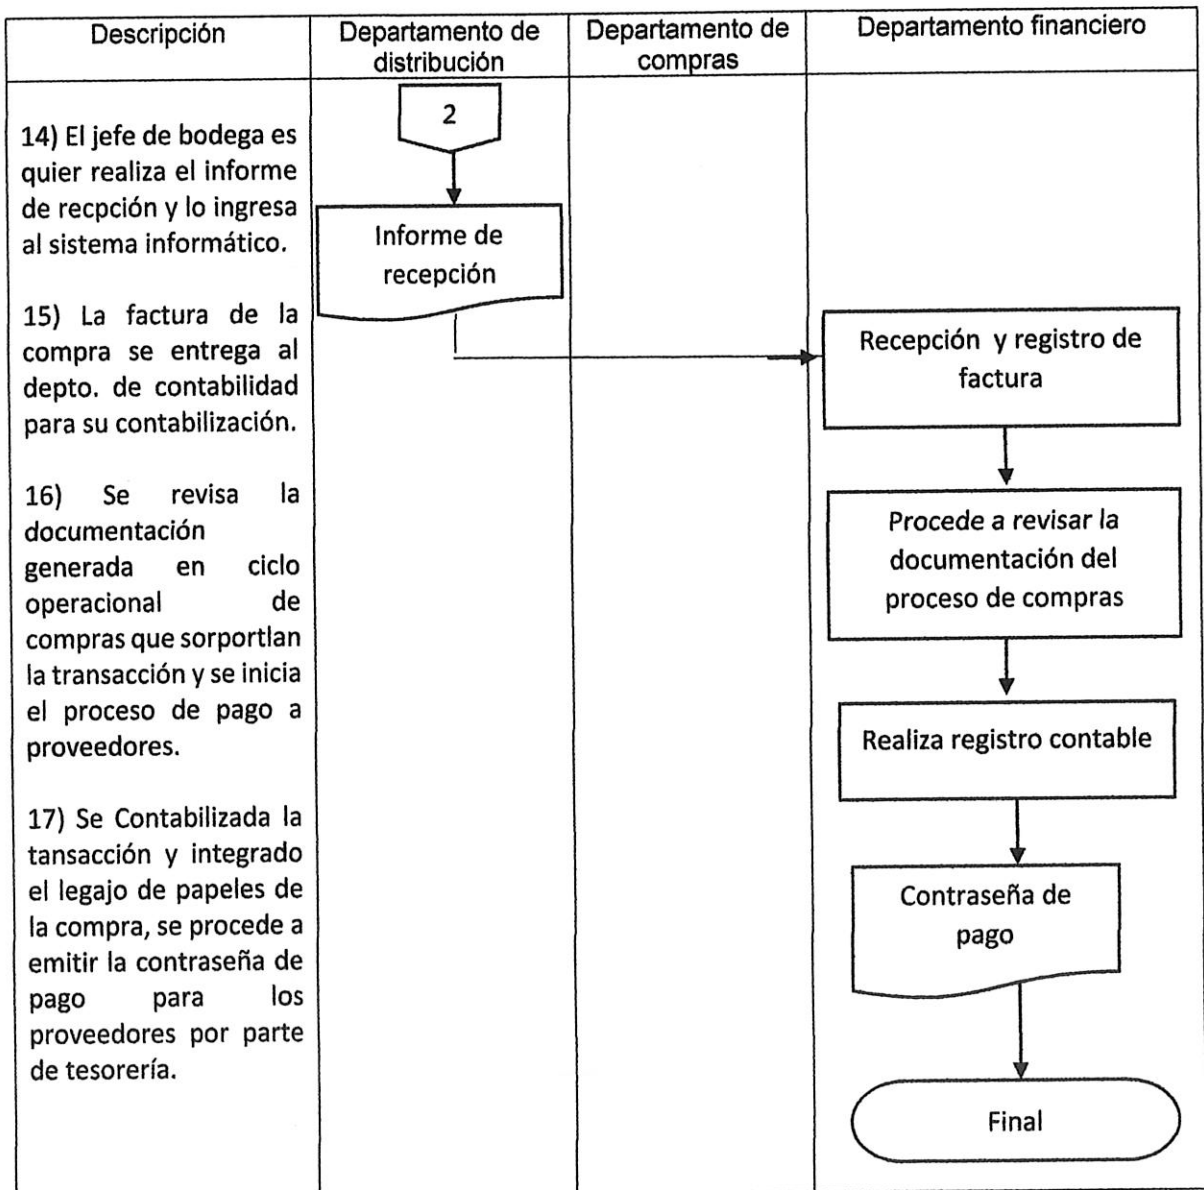 Descripción
Departamento de
distribución
Departamento de
compras
Departamento financiero
14) El jefe de bodega es
quier realiza el informe
de recpción y lo ingresa
al sistema informático.
15) La factura de la
compra se entrega al
depto. de contabilidad
para su contabilización.
16) Se revisa la
documentación
generada en ciclo
operacional de
compras que sorportlan
la transacción y se inicia
el proceso de pago a
proveedores.
17) Se Contabilizada la
tansacción y integrado
el legajo de papeles de
la compra, se procede a
emitir la contraseña de
pago para los
proveedores por parte
de tesorería.
2
Informe de
recepción
Recepción y registro de
factura
Procede a revisar la
documentación del
proceso de compras
Realiza registro contable
Contraseña de
pago
Final